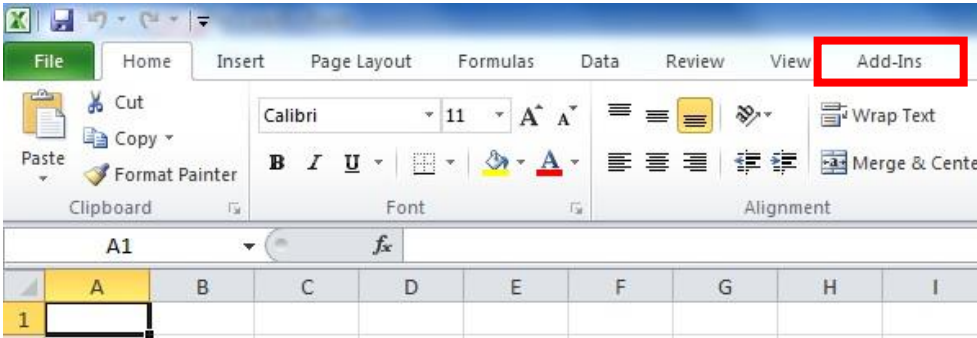 File Home Insert Page Layout Formulas Data Review View Add-Ins
Cut
Calibri 11 A A Wrap Text
Copy
Paste
B I U A Merge & Cente
Format Painter
Clipboard Font Alignment
A1 fx
A B C D E F G H I
1